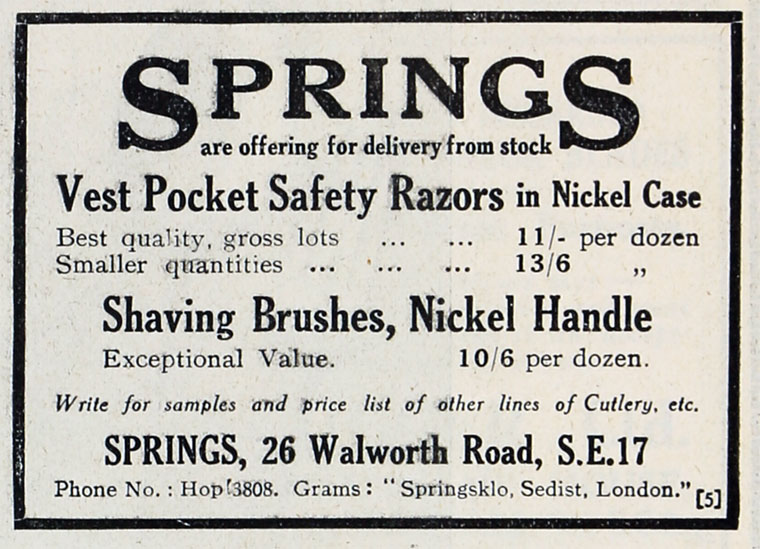 SPRINGS
are offering for delivery from stock
Vest Pocket Safety Razors in Nickel Case
Best quality, gross lots ... ... 11/- per dozen
Smaller quantities ... ... ... 13/6 „
Shaving Brushes, Nickel Handle
Exceptional Value. 10/6 per dozen.
Write for samples and price list of other lines of Cutlery, etc.
SPRINGS, 26 Walworth Road, S.E.17
Phone No. : Hop 3808. Grams : "Springsklo, Sedist, London."
[5]